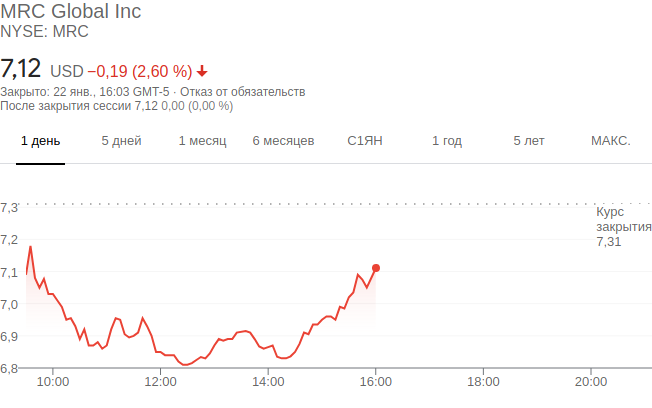 MRC Global Inc
NYSE: MRC
7,12 USD −0,19 (2,60 %)
Закрыто: 22 янв., 16:03 GMT-5 · Отказ от обязательств
После закрытия сессии 7,12 0,00 (0,00 %)
1 день 5 дней 1 месяц 6 месяцев С1ЯН 1 год 5 лет МАКС.
7,3
Курс
закрытия
7,31
7,2
7,1
7,0
6,9
6,8
10:00 12:00 14:00 16:00 18:00 20:00